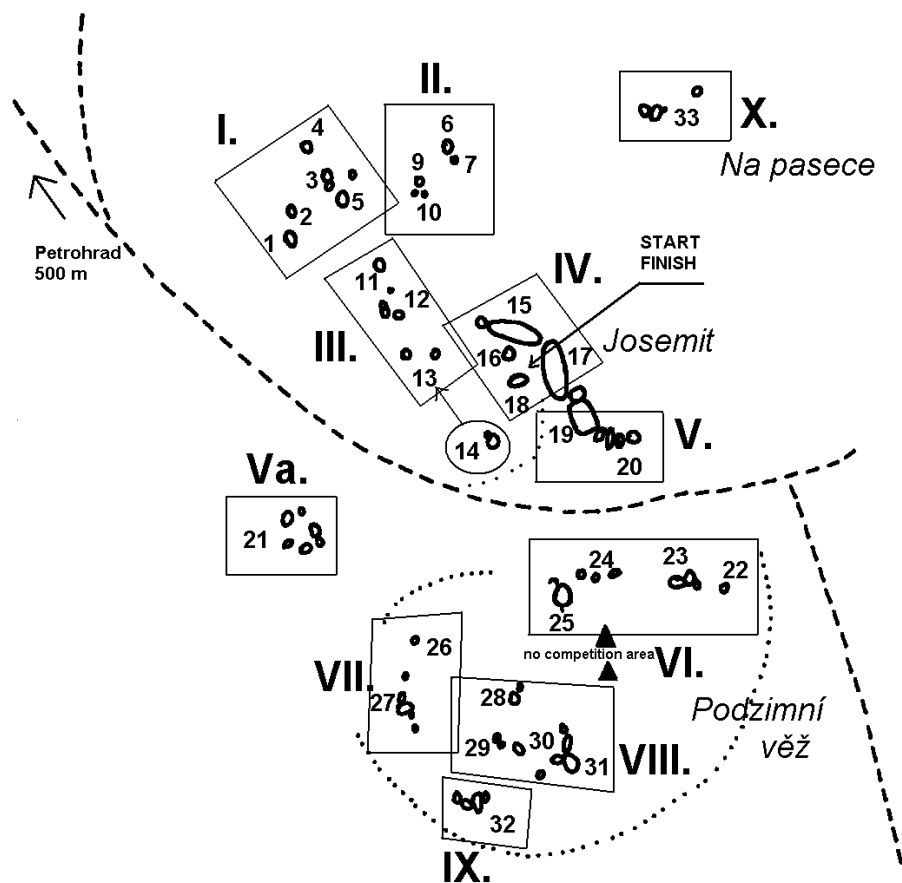 II.
I.
4
6
X.
33
9
7
3
Na pasece
5
10
2
1
Petrohrad
500 m
START
FINISH
IV.
11
15
12
III.
16
17
Josemit
13
18
14
19
V.
20
Va.
21
24
23
22
25
no competition area
VI.
26
VII.
27
28
Podzimní
věž
29
30
31
VIII.
32
IX.